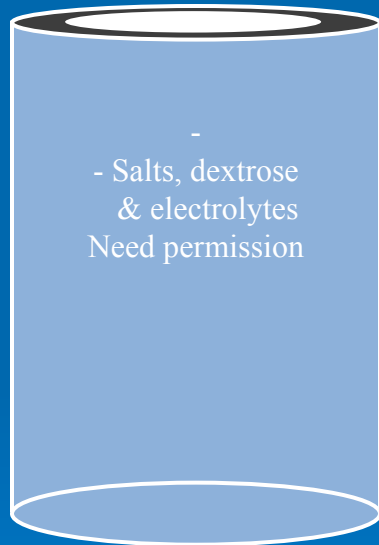 -
- Salts, dextrose
& electrolytes
Need permission